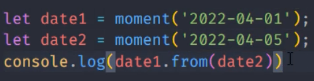 let date1 = moment('2022-04-01');
let date2 = moment('2022-04-05');
console.log(date1.from(date2))